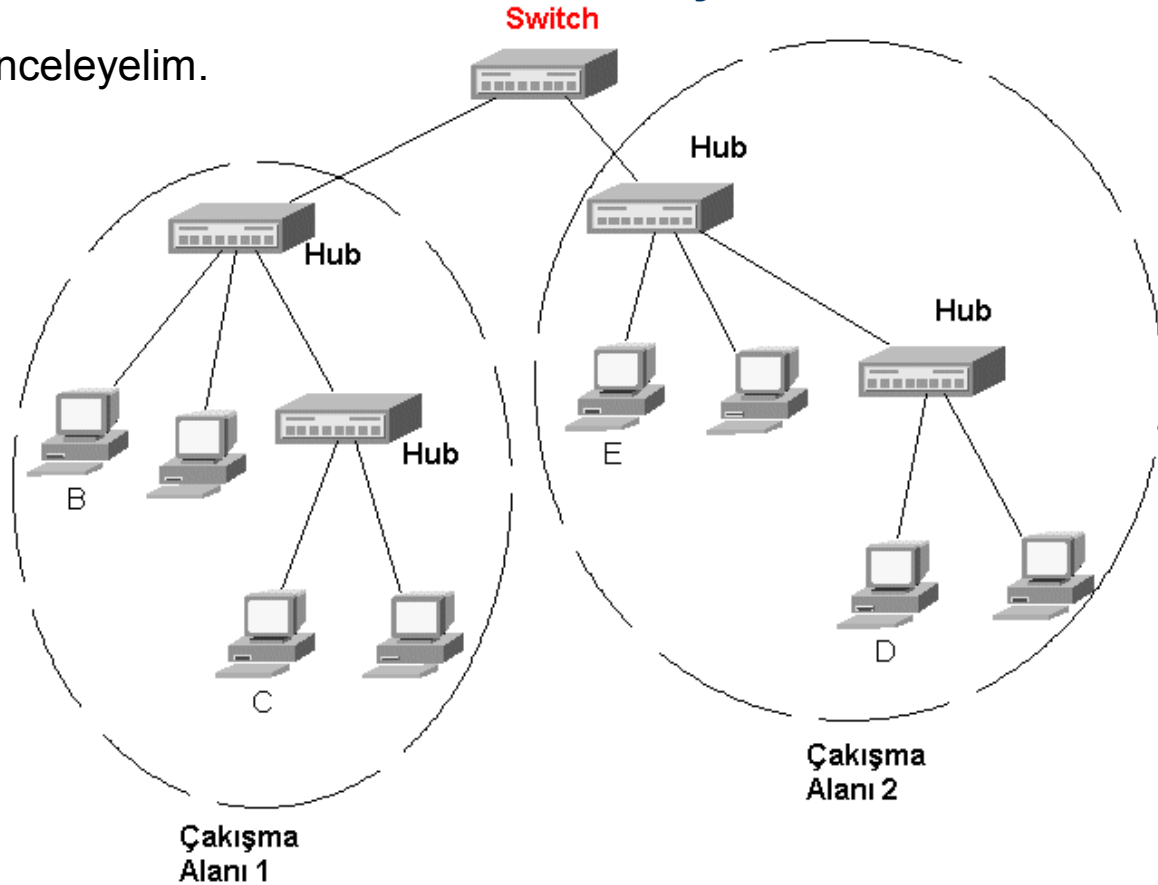 Switch
nceleyelim.
Hub
Hub
Hub
Hub
B
E
C
D
Çakışma
Alanı 2
Çakışma
Alanı 1